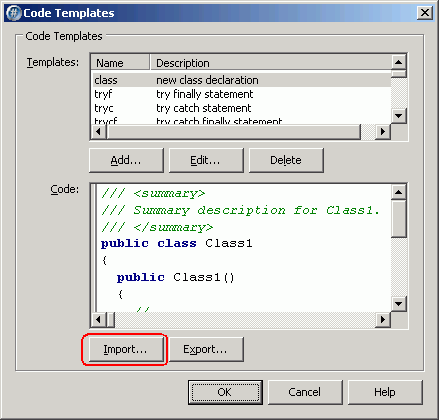 Code Templates
Code Templates
Templates:
Name Description
class new class declaration
tryf try finally statement
tryc try catch statement
trycf try catch finally statement
Add... Edit... Delete
Code:
/// <summary>
/// Summary description for Class1.
/// </summary>
public class Class1
{
public Class1()
{
//
Import... Export...
OK Cancel Help